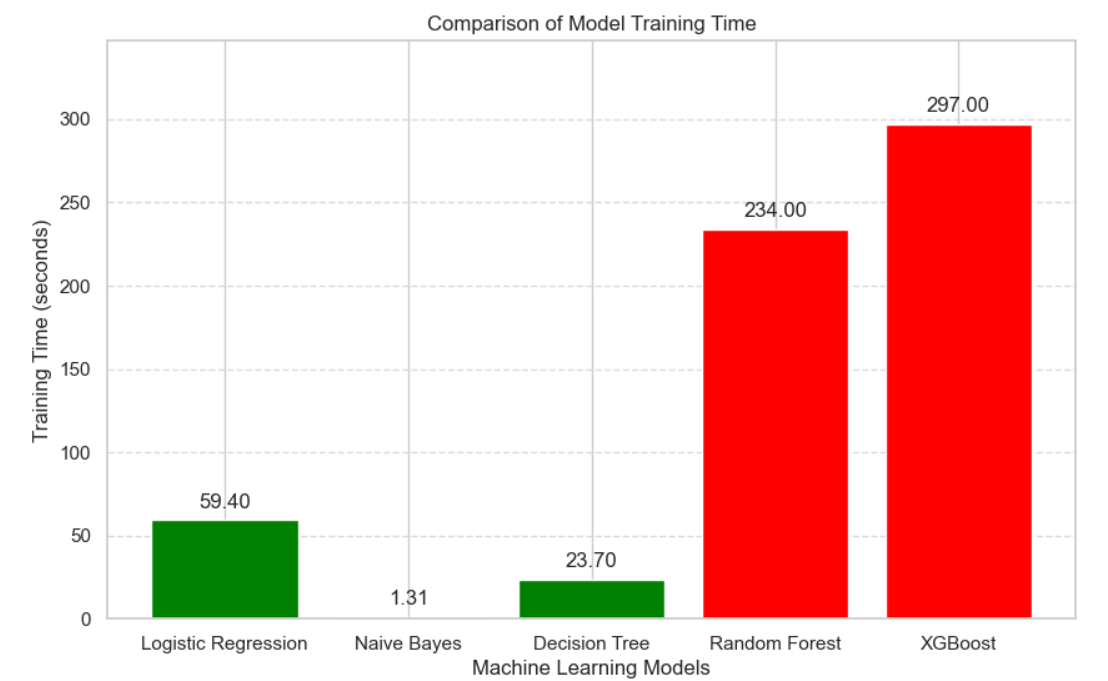 Comparison of Model Training Time
Training Time (seconds)
300
250
200
150
100
50
0
59.40
1.31
23.70
234.00
297.00
Logistic Regression
Naive Bayes
Decision Tree
Random Forest
XGBoost
Machine Learning Models